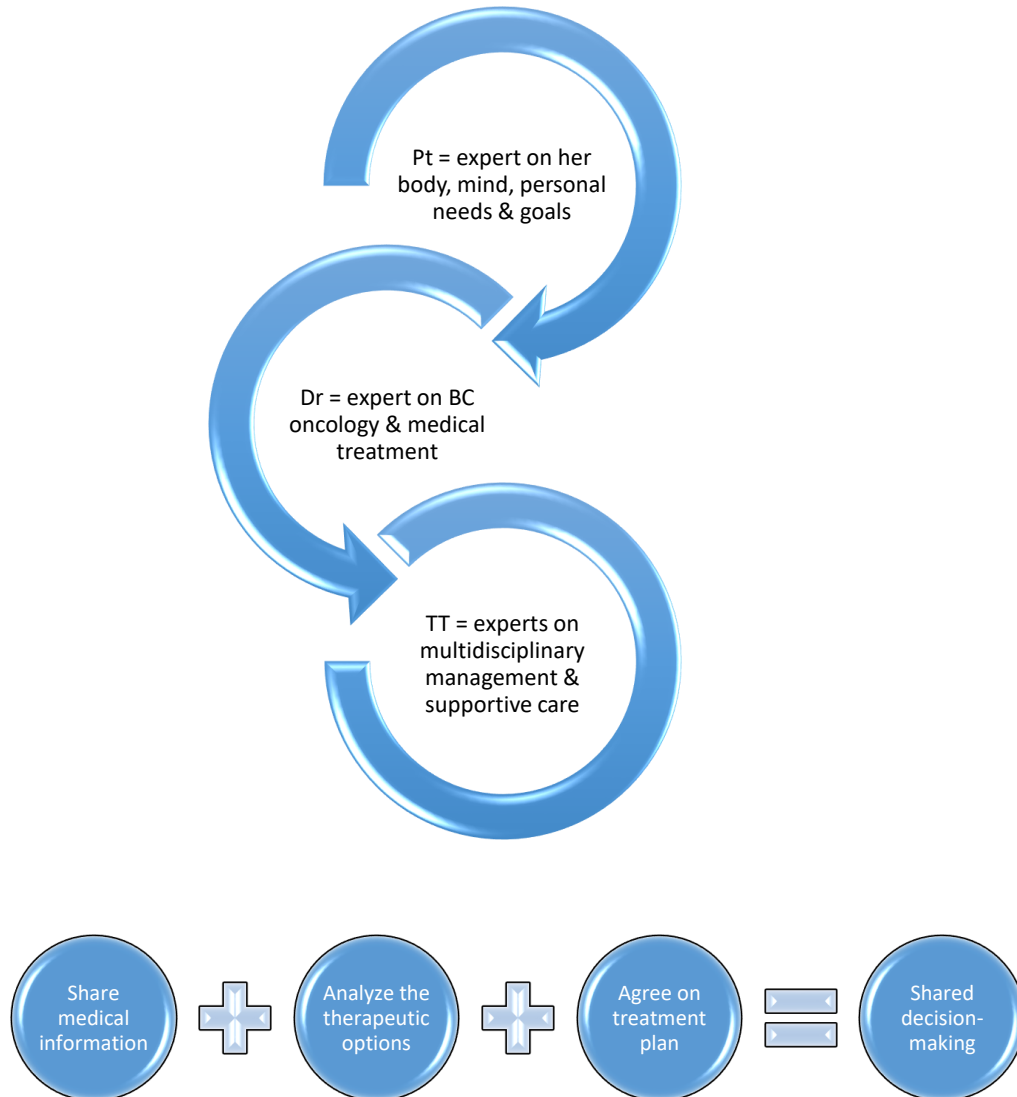 Pt = expert on her
body, mind, personal
needs & goals
Dr = expert on BC
oncology & medical
treatment
TT = experts on
multidisciplinary
management &
supportive care
Share
medical
information
Analyze the
therapeutic
options
Agree on
treatment
plan
Shared
decision-
making